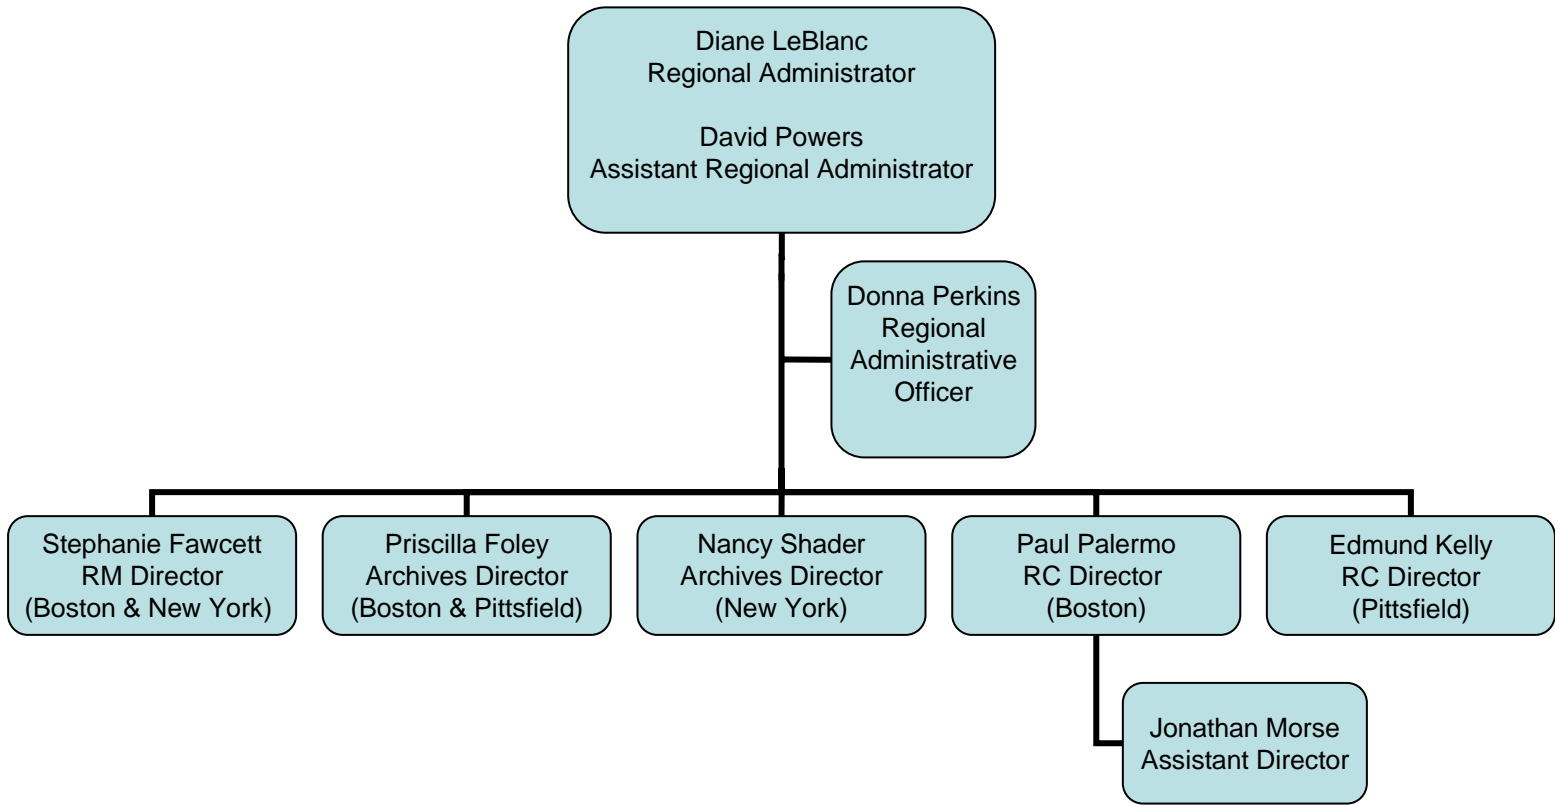 Diane LeBlanc
Regional Administrator
David Powers
Assistant Regional Administrator
Donna Perkins
Regional
Administrative
Officer
Stephanie Fawcett
RM Director
(Boston & New York)
Priscilla Foley
Archives Director
(Boston & Pittsfield)
Nancy Shader
Archives Director
(New York)
Paul Palermo
RC Director
(Boston)
Edmund Kelly
RC Director
(Pittsfield)
Jonathan Morse
Assistant Director